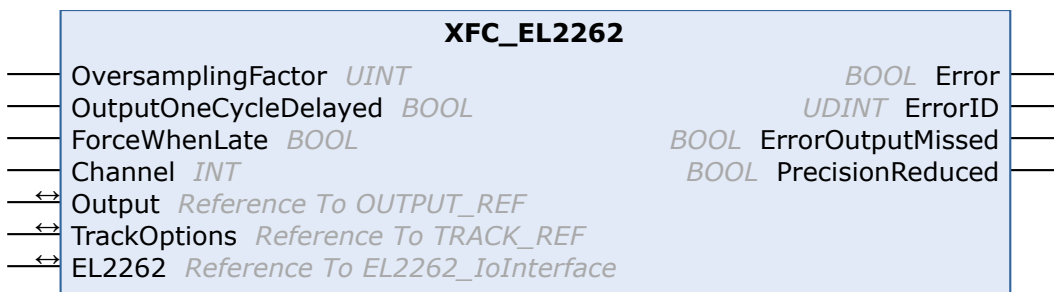 XFC_EL2262
OversamplingFactor UINT BOOL Error
OutputOneCycleDelayed BOOL UDINT ErrorID
ForceWhenLate BOOL BOOL ErrorOutputMissed
Channel INT BOOL PrecisionReduced
Output Reference To OUTPUT_REF
TrackOptions Reference To TRACK_REF
EL2262 Reference To EL2262_IoInterface